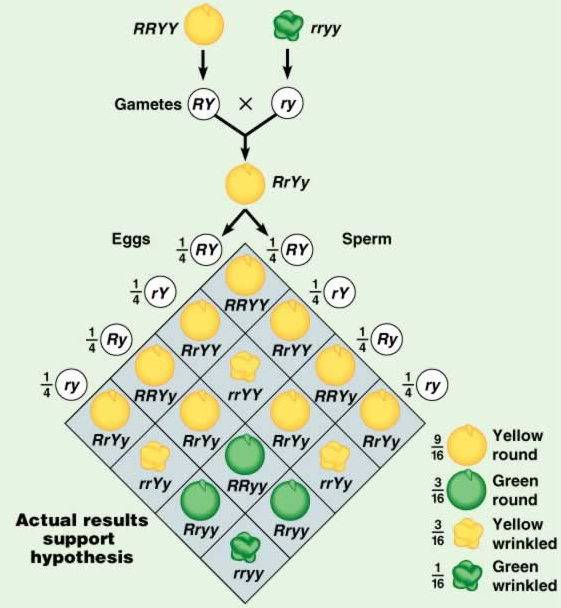 RRYY
rryy
Gametes RY × ry
RrYy
Eggs
Sperm
1/4 RY
1/4 RY
1/4 rY
1/4 rY
1/4 Ry
1/4 Ry
1/4 ry
1/4 ry
RRYY
RrYY
RrYY
RRYy
rrYY
RRYy
RrYy
RrYy
RrYy
RrYy
rrYy
RRyy
rrYy
Rryy
Rryy
rryy
9/16 Yellow
round
3/16 Green
round
3/16 Yellow
wrinkled
1/16 Green
wrinkled
Actual results
support
hypothesis